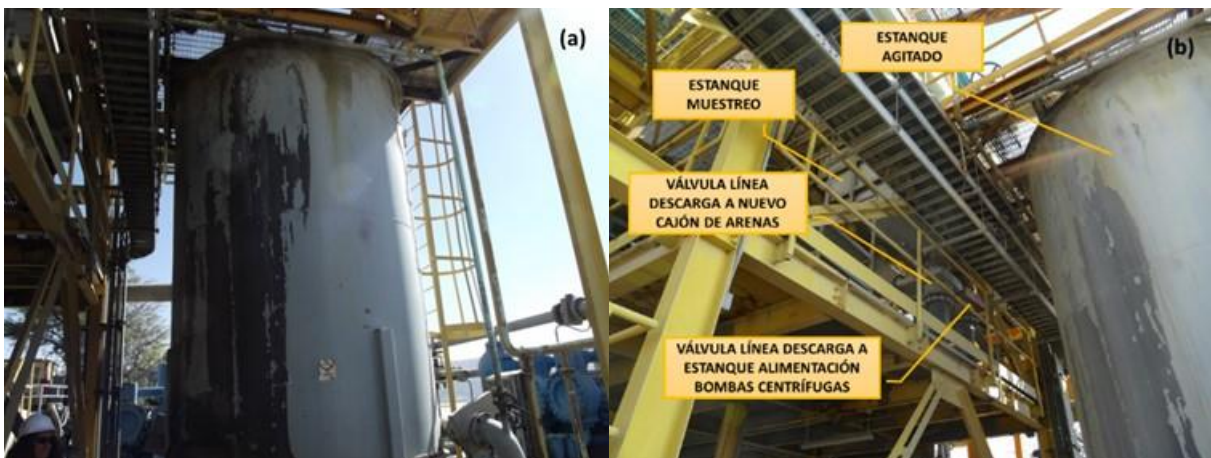 (a)
(b)
ESTANQUE
AGITADO
ESTANQUE
MUESTREO
VÁLVULA LÍNEA
DESCARGA A NUEVO
CAJÓN DE ARENAS
VÁLVULA LÍNEA DESCARGA A
ESTANQUE ALIMENTACIÓN
BOMBAS CENTRÍFUGAS